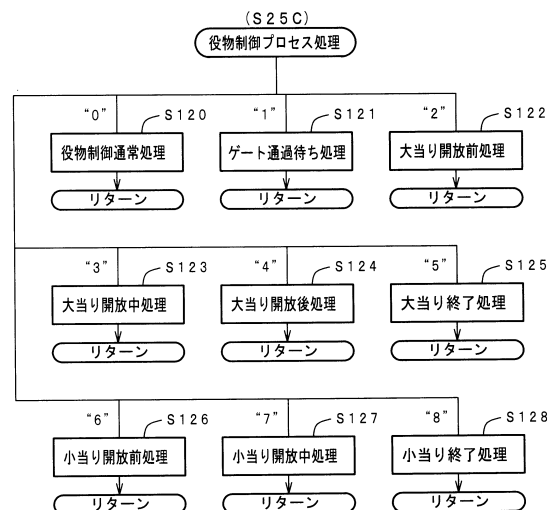 (S25C)
役物制御プロセス処理
“0” S120 “1” S121 “2” S122
役物制御通常処理 ゲート通過待ち処理 大当り開放前処理
リターン リターン リターン
“3” S123 “4” S124 “5” S125
大当り開放中処理 大当り開放後処理 大当り終了処理
リターン リターン リターン
“6” S126 “7” S127 “8” S128
小当り開放前処理 小当り開放中処理 小当り終了処理
リターン リターン リターン